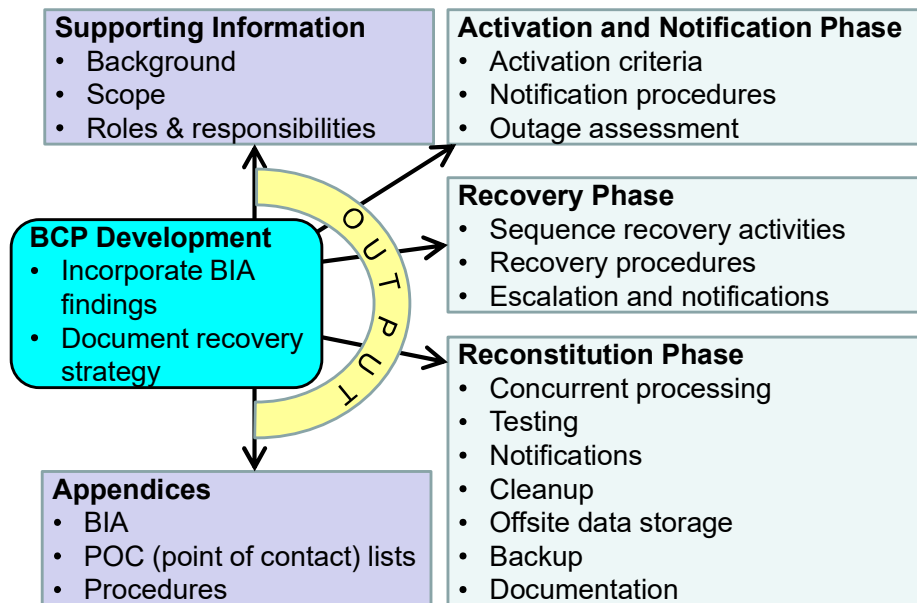 Supporting Information
• Background
• Scope
• Roles & responsibilities
Activation and Notification Phase
• Activation criteria
• Notification procedures
• Outage assessment
BCP Development
• Incorporate BIA
findings
• Document recovery
strategy
OUTPUT
Recovery Phase
• Sequence recovery activities
• Recovery procedures
• Escalation and notifications
Reconstitution Phase
• Concurrent processing
• Testing
• Notifications
• Cleanup
• Offsite data storage
• Backup
• Documentation
Appendices
• BIA
• POC (point of contact) lists
• Procedures